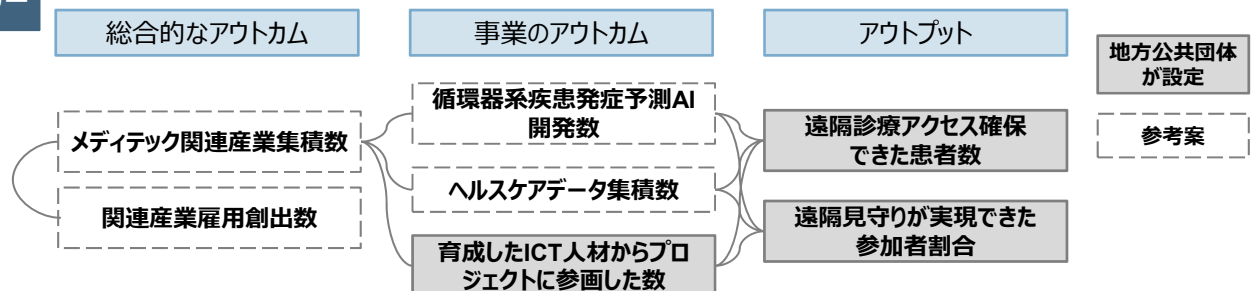 総合的なアウトカム
事業のアウトカム
アウトプット
地方公共団体
が設定
参考案
メディテック関連産業集積数
関連産業雇用創出数
循環器系疾患発症予測AI
開発数
ヘルスケアデータ集積数
育成したICT人材からプロ
ジェクトに参画した数
遠隔診療アクセス確保
できた患者数
遠隔見守りが実現できた
参加者割合